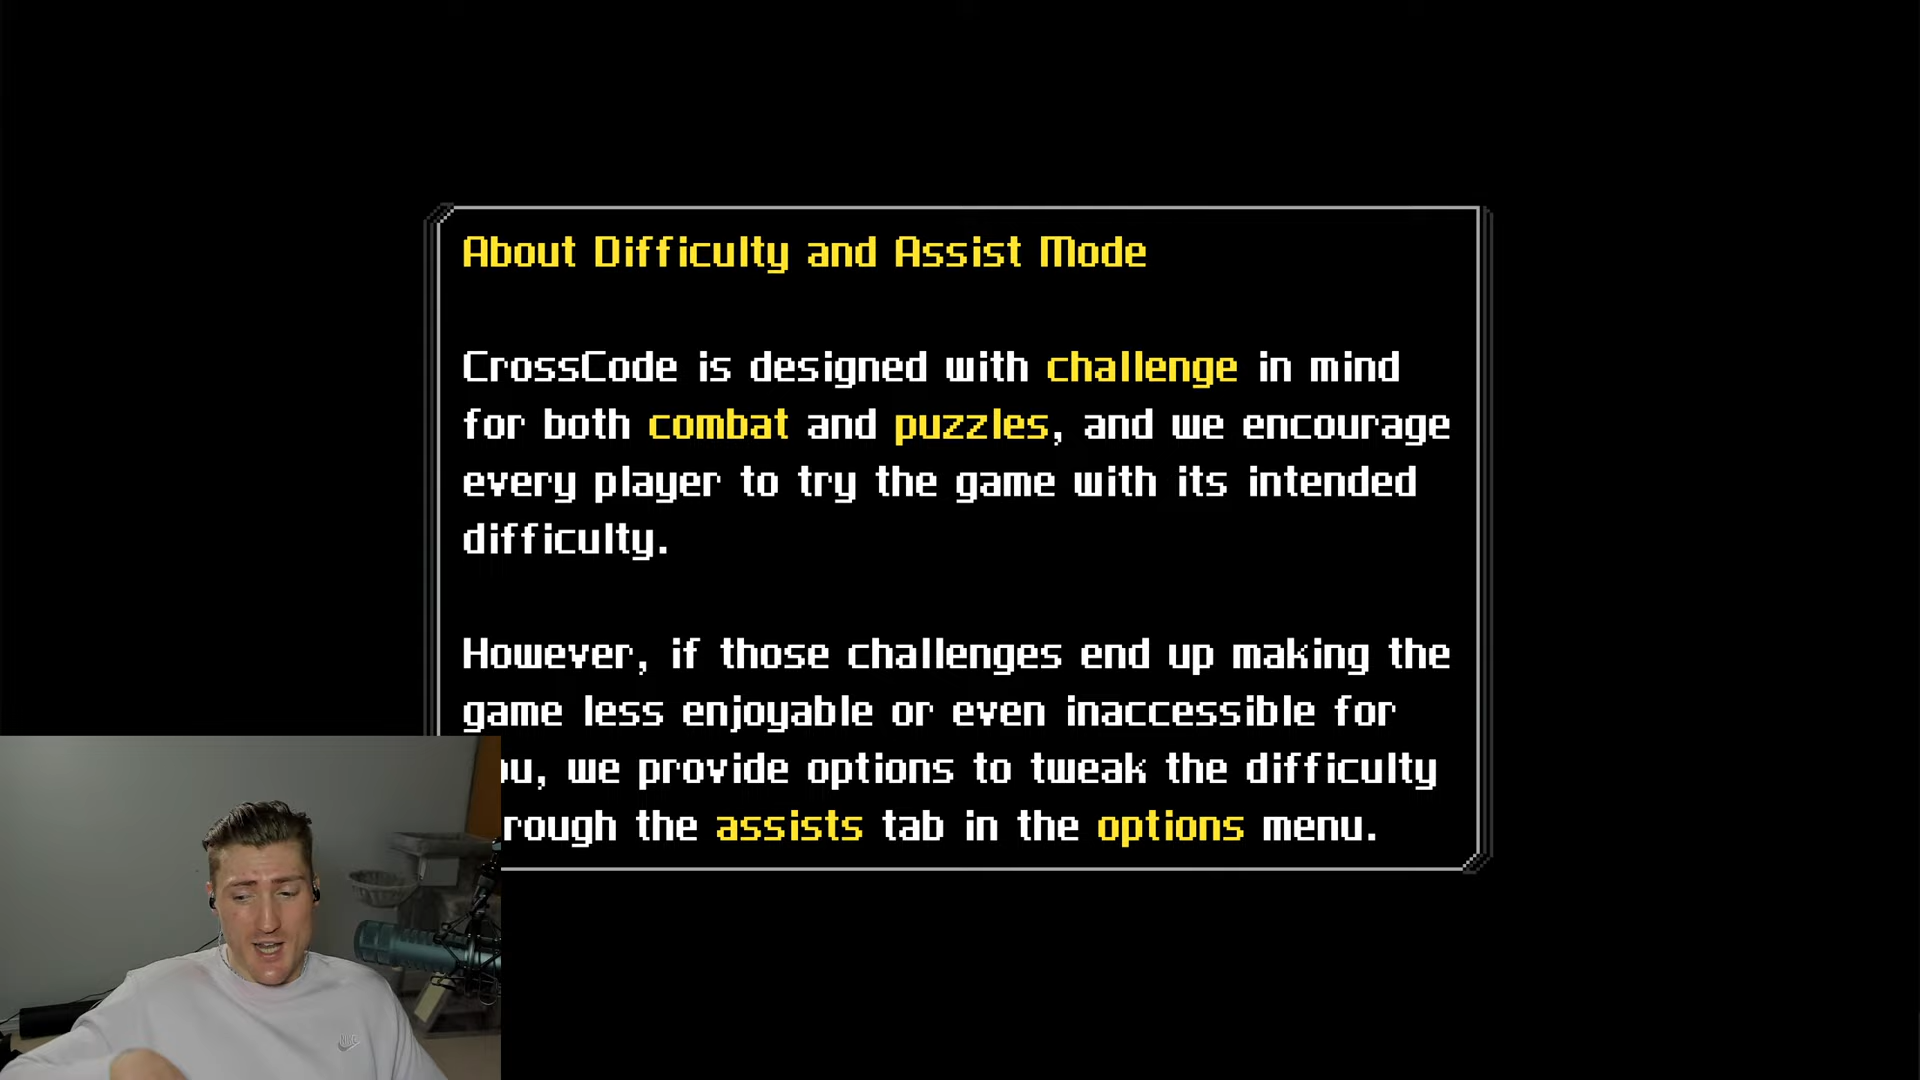 About Difficulty and Assist Mode
CrossCode is designed with challenge in mind
for both combat and puzzles, and we encourage
every player to try the game with its intended
difficulty.
However, if those challenges end up making the
game less enjoyable or even inaccessible for
ou, we provide options to tweak the difficulty
rough the assists tab in the options menu.